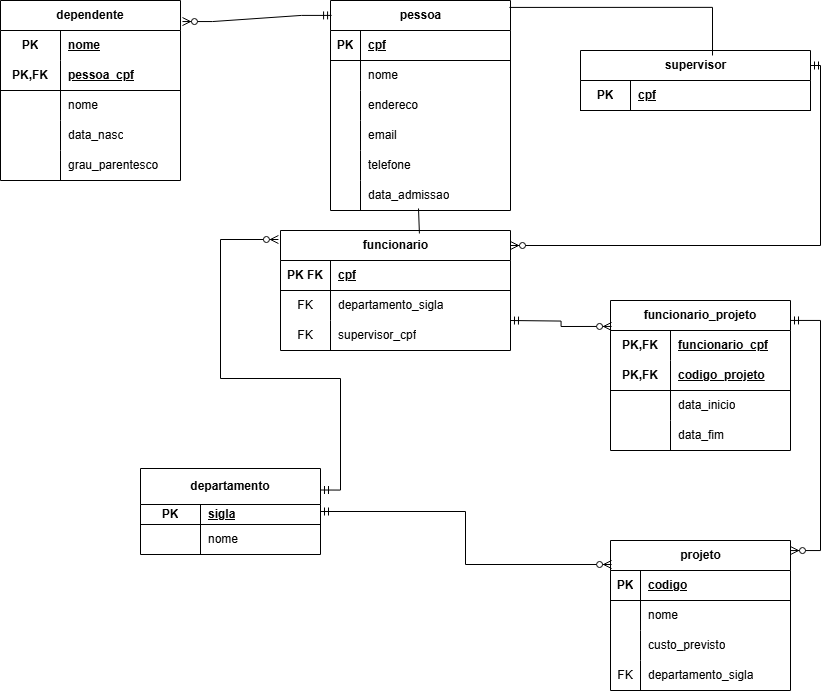 dependente
PK nome
PK,FK pessoa_cpf
nome
data_nasc
grau_parentesco
pessoa
PK cpf
nome
endereco
email
telefone
data_admissao
supervisor
PK cpf
funcionario
PK FK cpf
FK departamento_sigla
FK supervisor_cpf
funcionario_projeto
PK,FK funcionario_cpf
PK,FK codigo_projeto
data_inicio
data_fim
departamento
PK sigla
nome
projeto
PK codigo
nome
custo_previsto
FK departamento_sigla